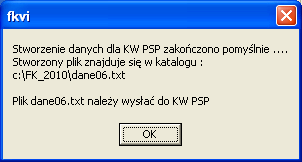 fkvi
Stworzenie danych dla KW PSP zakończono pomyślnie ....
Stworzony plik znajduje się w katalogu :
c:\FK_2010\dane06.txt
Plik dane06.txt należy wysłać do KW PSP
OK